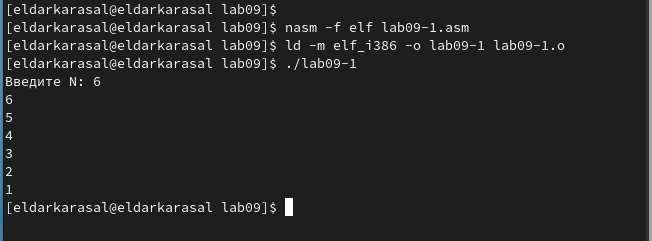 [eldarkarasal@eldarkarasal lab09]$
[eldarkarasal@eldarkarasal lab09]$ nasm -f elf lab09-1.asm
[eldarkarasal@eldarkarasal lab09]$ ld -m elf_i386 -o lab09-1 lab09-1.o
[eldarkarasal@eldarkarasal lab09]$ ./lab09-1
Введите N: 6
6
5
4
3
2
1
[eldarkarasal@eldarkarasal lab09]$